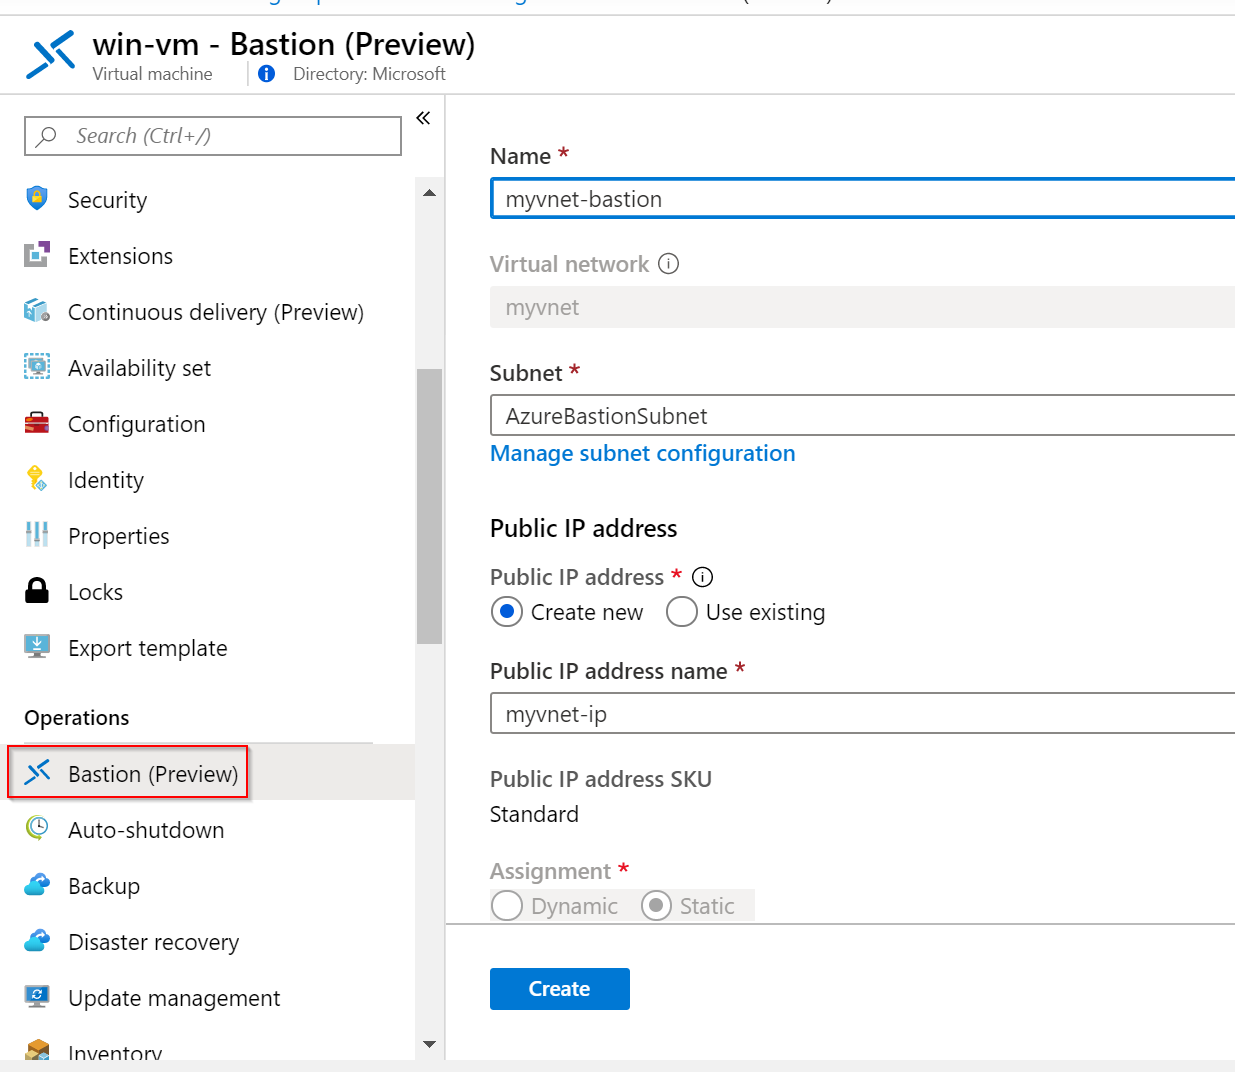 win-vm - Bastion (Preview)
Virtual machine
Directory: Microsoft
Search (Ctrl+/)
«
Security
Extensions
Continuous delivery (Preview)
Availability set
Configuration
Identity
Properties
Locks
Export template
Operations
Bastion (Preview)
Auto-shutdown
Backup
Disaster recovery
Update management
Inventory
Name *
myvnet-bastion
Virtual network
myvnet
Subnet *
AzureBastionSubnet
Manage subnet configuration
Public IP address
Public IP address *
Create new Use existing
Public IP address name *
myvnet-ip
Public IP address SKU
Standard
Assignment *
Dynamic Static
Create